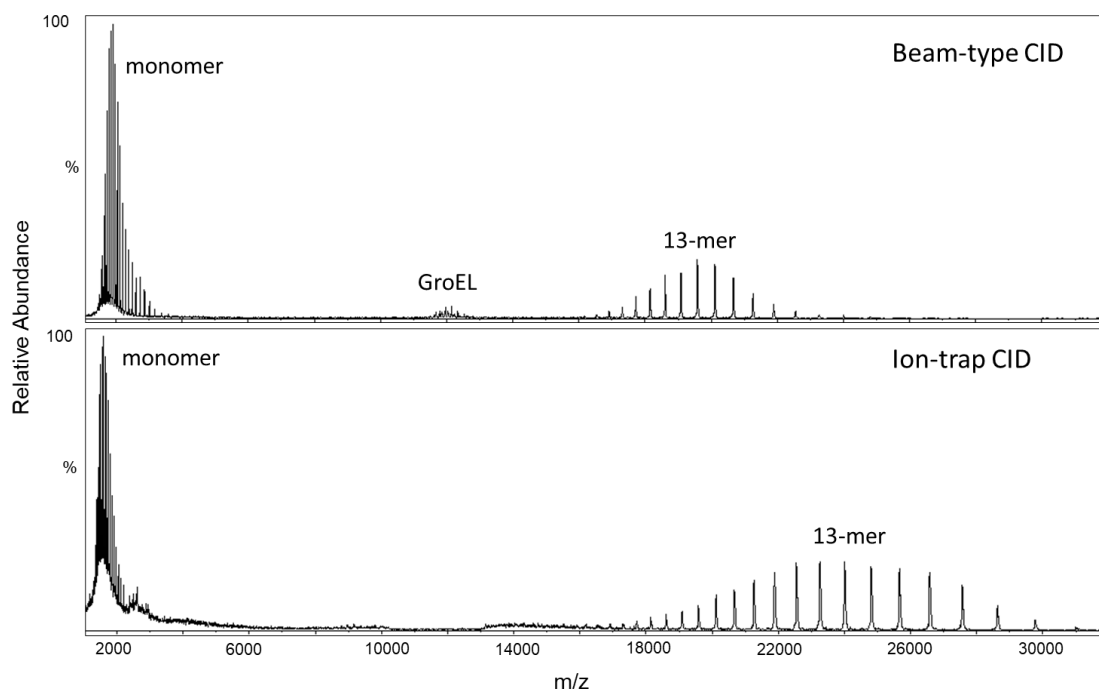 100
monomer
Beam-type CID
%
13-mer
GroEL
Relative Abundance
100
monomer
Ion-trap CID
%
13-mer
2000 6000 10000 14000 18000 22000 26000 30000
m/z